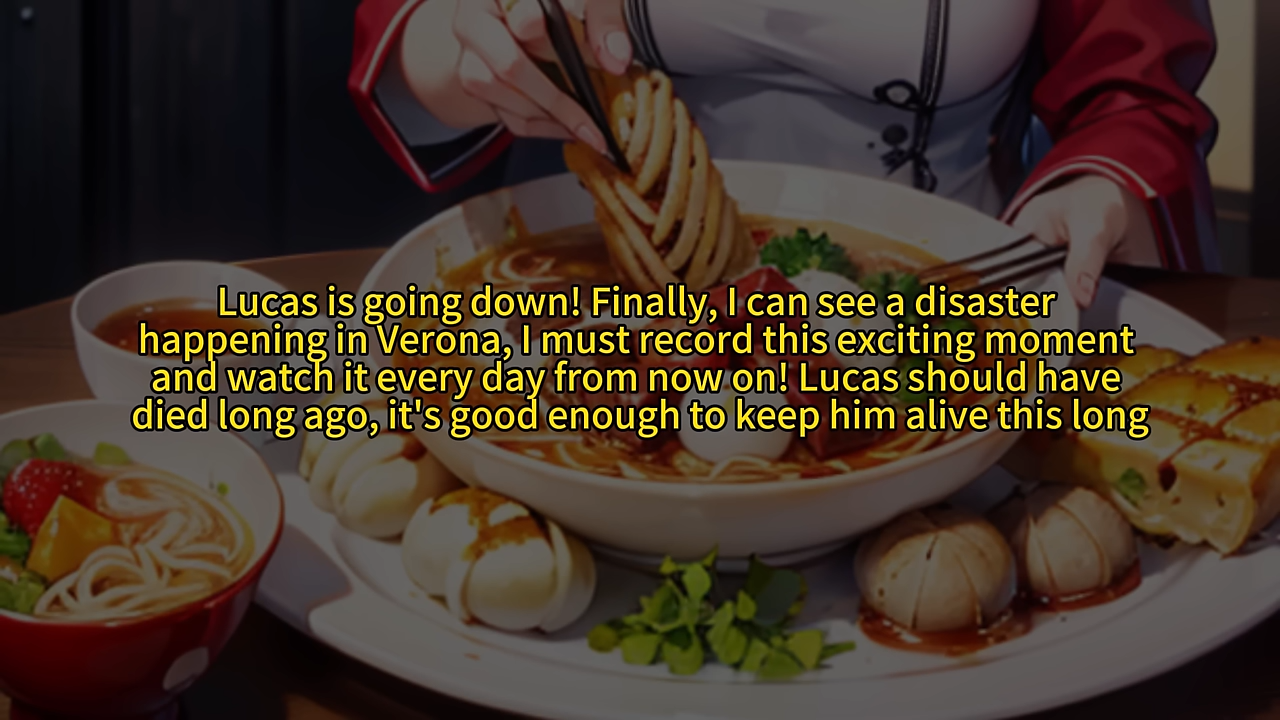 Lucas is going down! Finally, I can see a disaster
happening in Verona, I must record this exciting moment
and watch it every day from now on! Lucas should have
died long ago, it's good enough to keep him alive this long